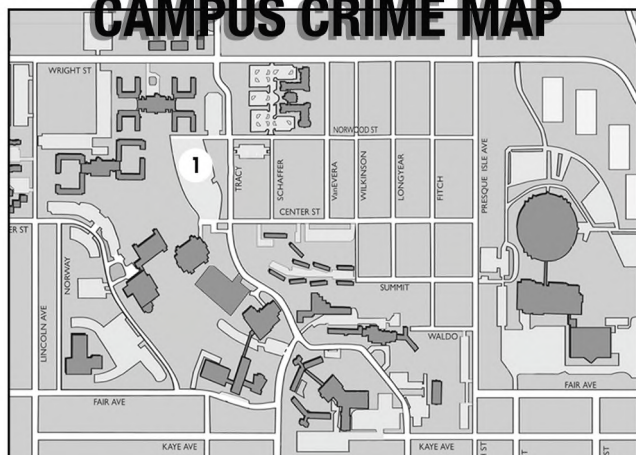 CAMPUS CRIME MAP
WRIGHT ST
NORWOOD ST
1
TRACY
SCHAFFER
VanEVERA
WILKINSON
LONGYEAR
FITCH
PRESQUE ISLE AVE
CENTER ST
ER ST
NORWAY
SUMMIT
LINCOLN AVE
WALDO
FAIR AVE
FAIR AVE
KAYE AVE
KAYE AVE
H ST
ST
ST